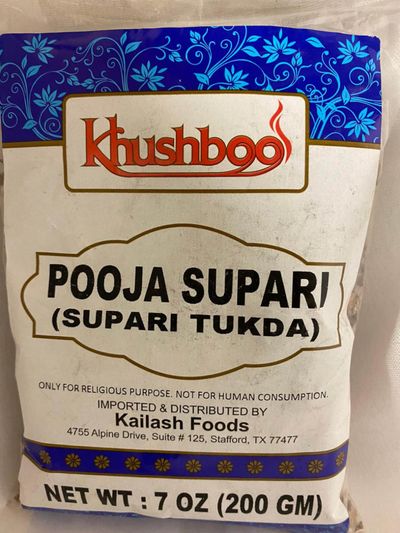 Khushboo
POOJA SUPARI
(SUPARI TUKDA)
ONLY FOR RELIGIOUS PURPOSE. NOT FOR HUMAN CONSUMPTION.
IMPORTED & DISTRIBUTED BY
Kailash Foods
4755 Alpine Drive, Suite # 125, Stafford, TX 77477
NET WT : 7 OZ (200 GM)